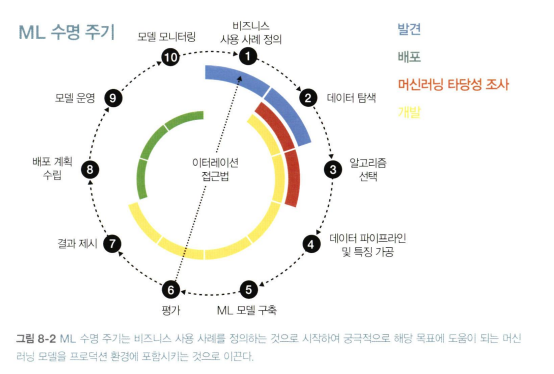 ML 수명 주기
발견
배포
머신러닝 타당성 조사
개발
비즈니스
사용 사례 정의
1
데이터 탐색
2
알고리즘
선택
3
데이터 파이프라인
및 특징 가공
4
ML 모델 구축
5
평가
6
결과 제시
7
배포 계획
수립
8
모델 운영
9
모델 모니터링
10
이터레이션
접근법
그림 8-2 ML 수명 주기는 비즈니스 사용 사례를 정의하는 것으로 시작하여 궁극적으로 해당 목표에 도움이 되는 머신
러닝 모델을 프로덕션 환경에 포함시키는 것으로 이끈다.